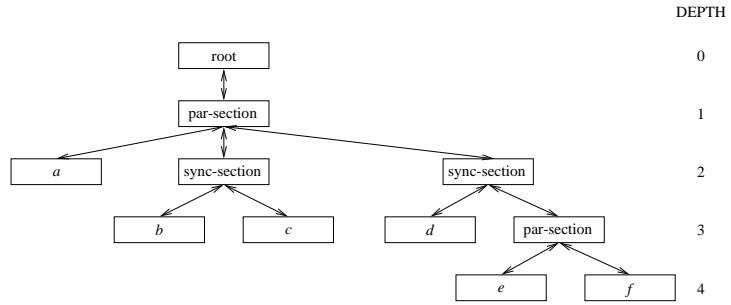 DEPTH
root 0
par-section 1
a sync-section sync-section 2
b c d par-section 3
e f 4